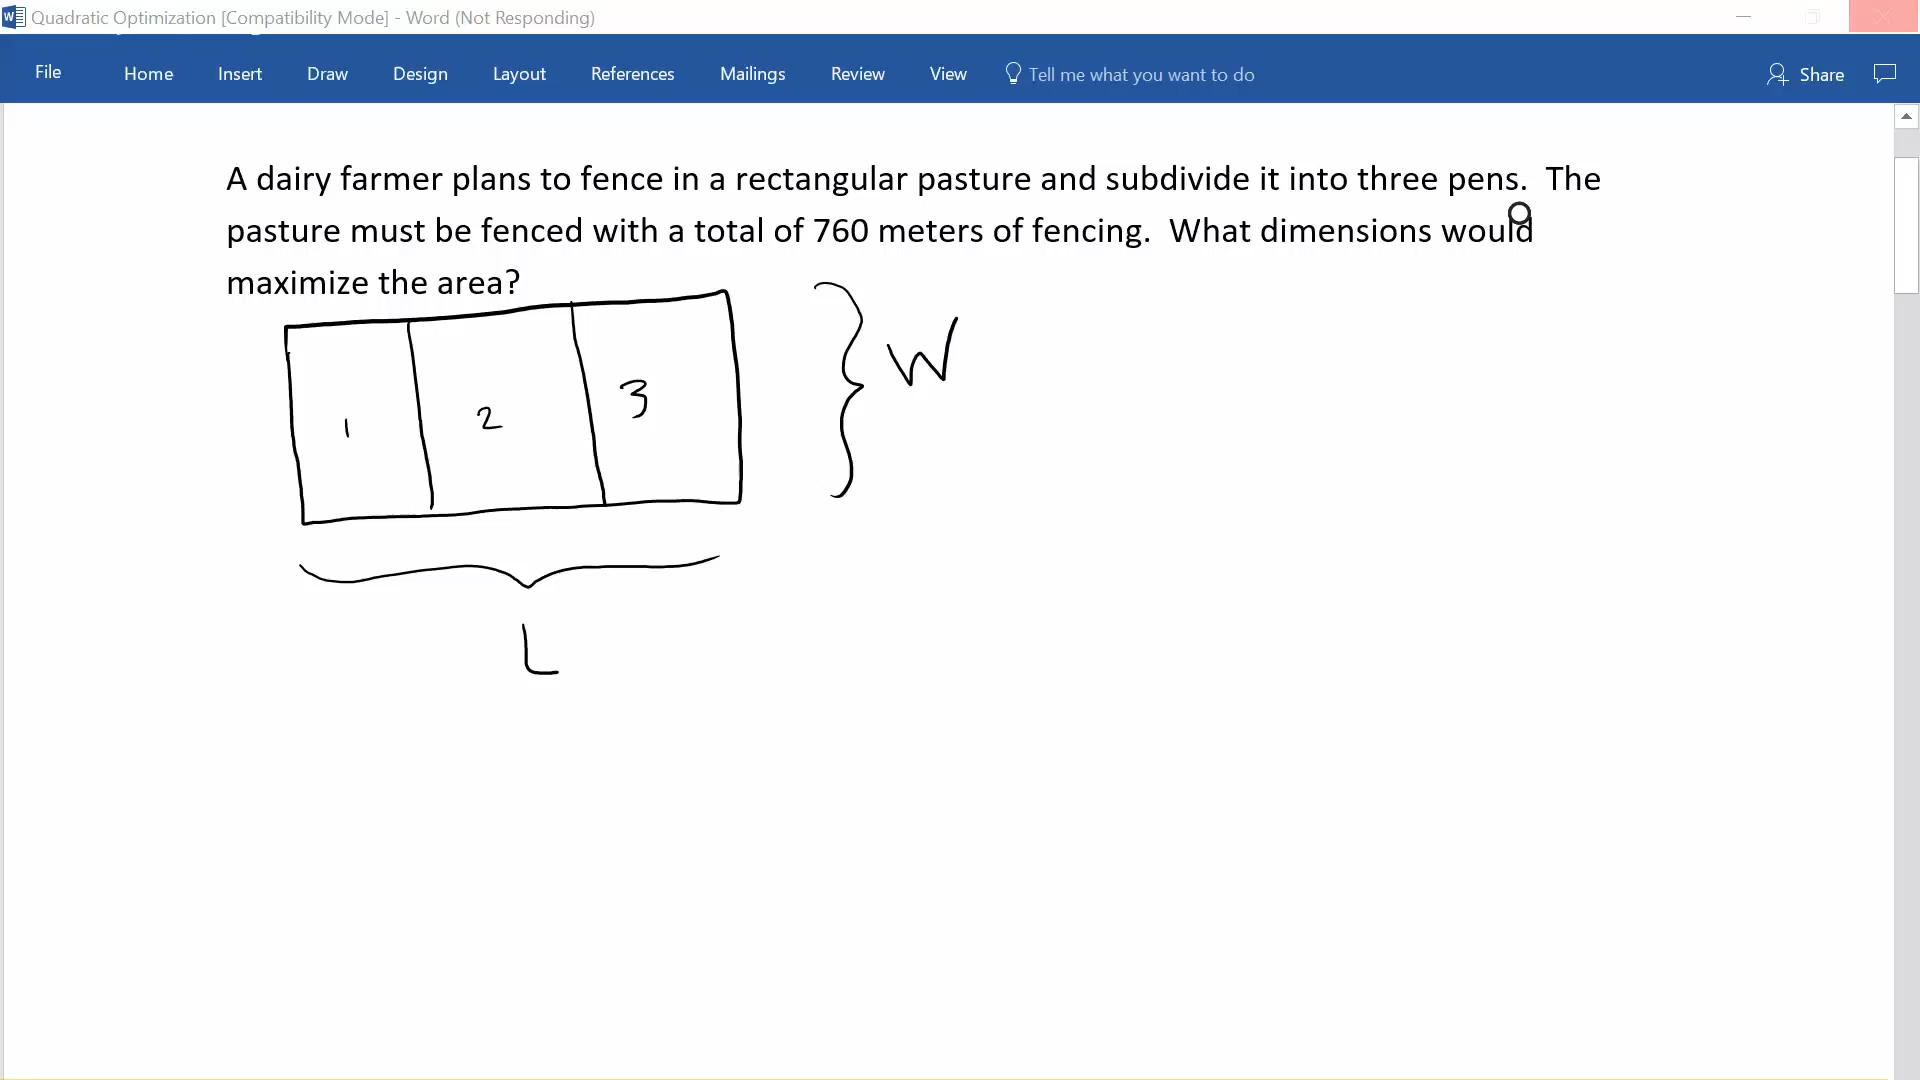 Quadratic Optimization [Compatibility Mode] - Word (Not Responding)
File Home Insert Draw Design Layout References Mailings Review View Tell me what you want to do Share
A dairy farmer plans to fence in a rectangular pasture and subdivide it into three pens. The
pasture must be fenced with a total of 760 meters of fencing. What dimensions would
maximize the area?
W
1 2 3
L